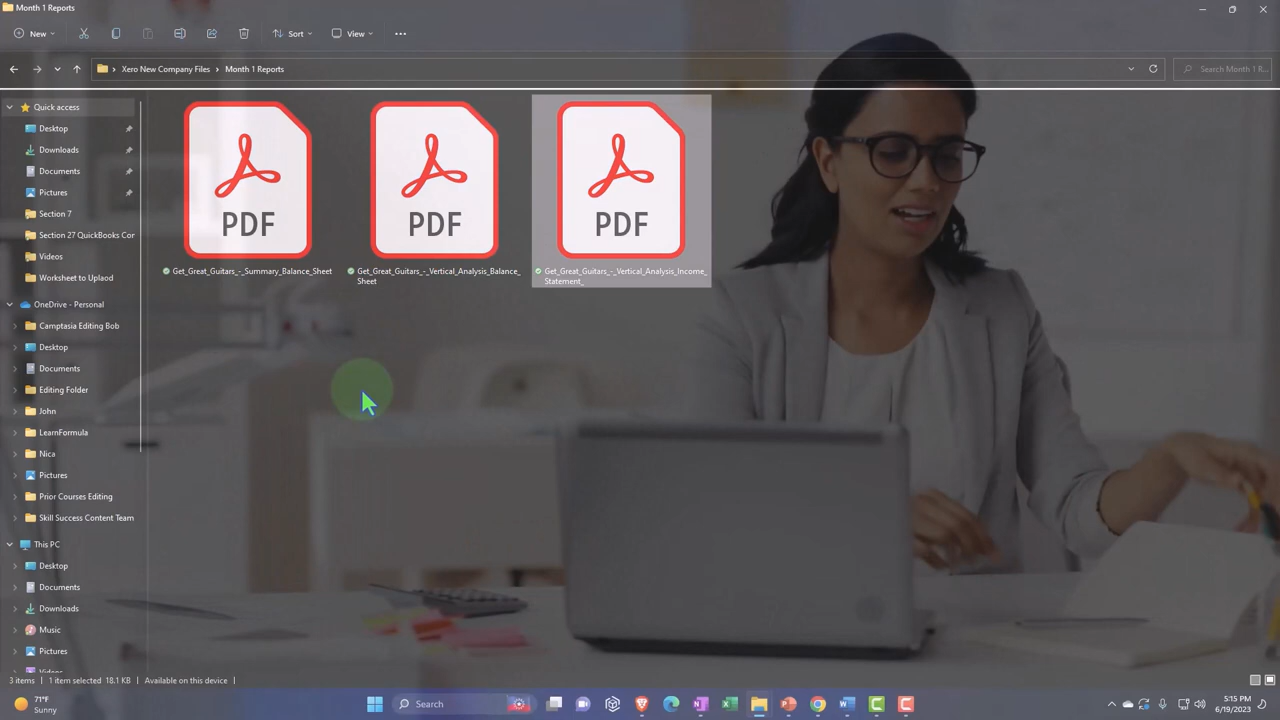 Month 1 Reports
New
Sort
View
Xero New Company Files
Month 1 Reports
Search Month 1 R...
Quick access
Desktop
Downloads
Documents
Pictures
Section 7
Section 27 QuickBooks Cor
Videos
Worksheet to Uplaod
OneDrive - Personal
Camptasia Editing Bob
Desktop
Documents
Editing Folder
John
LearnFormula
Nica
Pictures
Prior Courses Editing
Skill Success Content Team
This PC
Desktop
Documents
Downloads
Music
Pictures
Videos
PDF
Get_Great_Guitars_-_Summary_Balance_Sheet
PDF
Get_Great_Guitars_-_Vertical_Analysis_Balance_
Sheet
PDF
Get_Great_Guitars_-_Vertical_Analysis_Income_
Statement_
3 items
1 item selected 18.1 KB
Available on this device
71°F
Sunny
Search
5:15 PM
6/19/2023